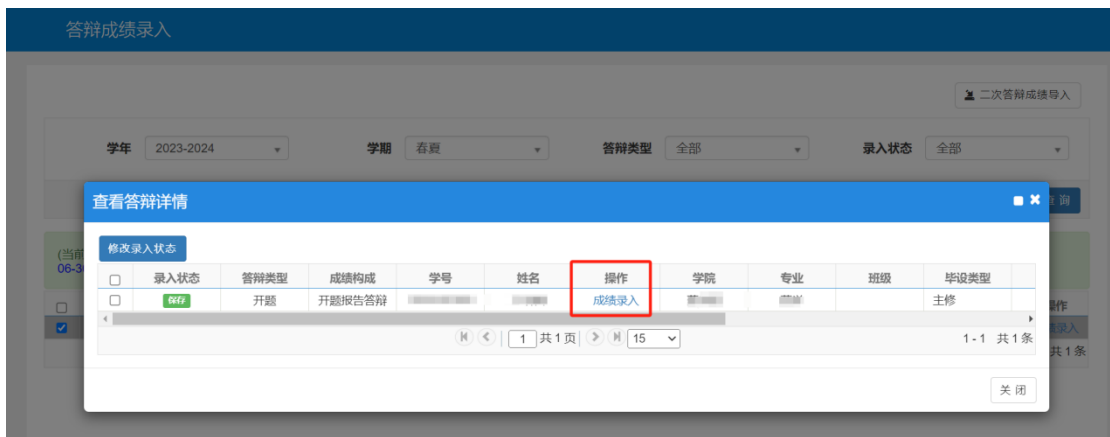 答辩成绩录入
二次答辩成绩导入
学年 2023-2024 学期 春夏 答辩类型 全部 录入状态 全部
查看答辩详情
询
修改录入状态
(当前
06-3
录入状态 答辩类型 成绩构成 学号 姓名 操作 学院 专业 班级 毕设类型
保存 开题 开题报告答辩 成绩录入 主修
作
录入
1 共1页 15 1-1 共1条
共1条
关闭